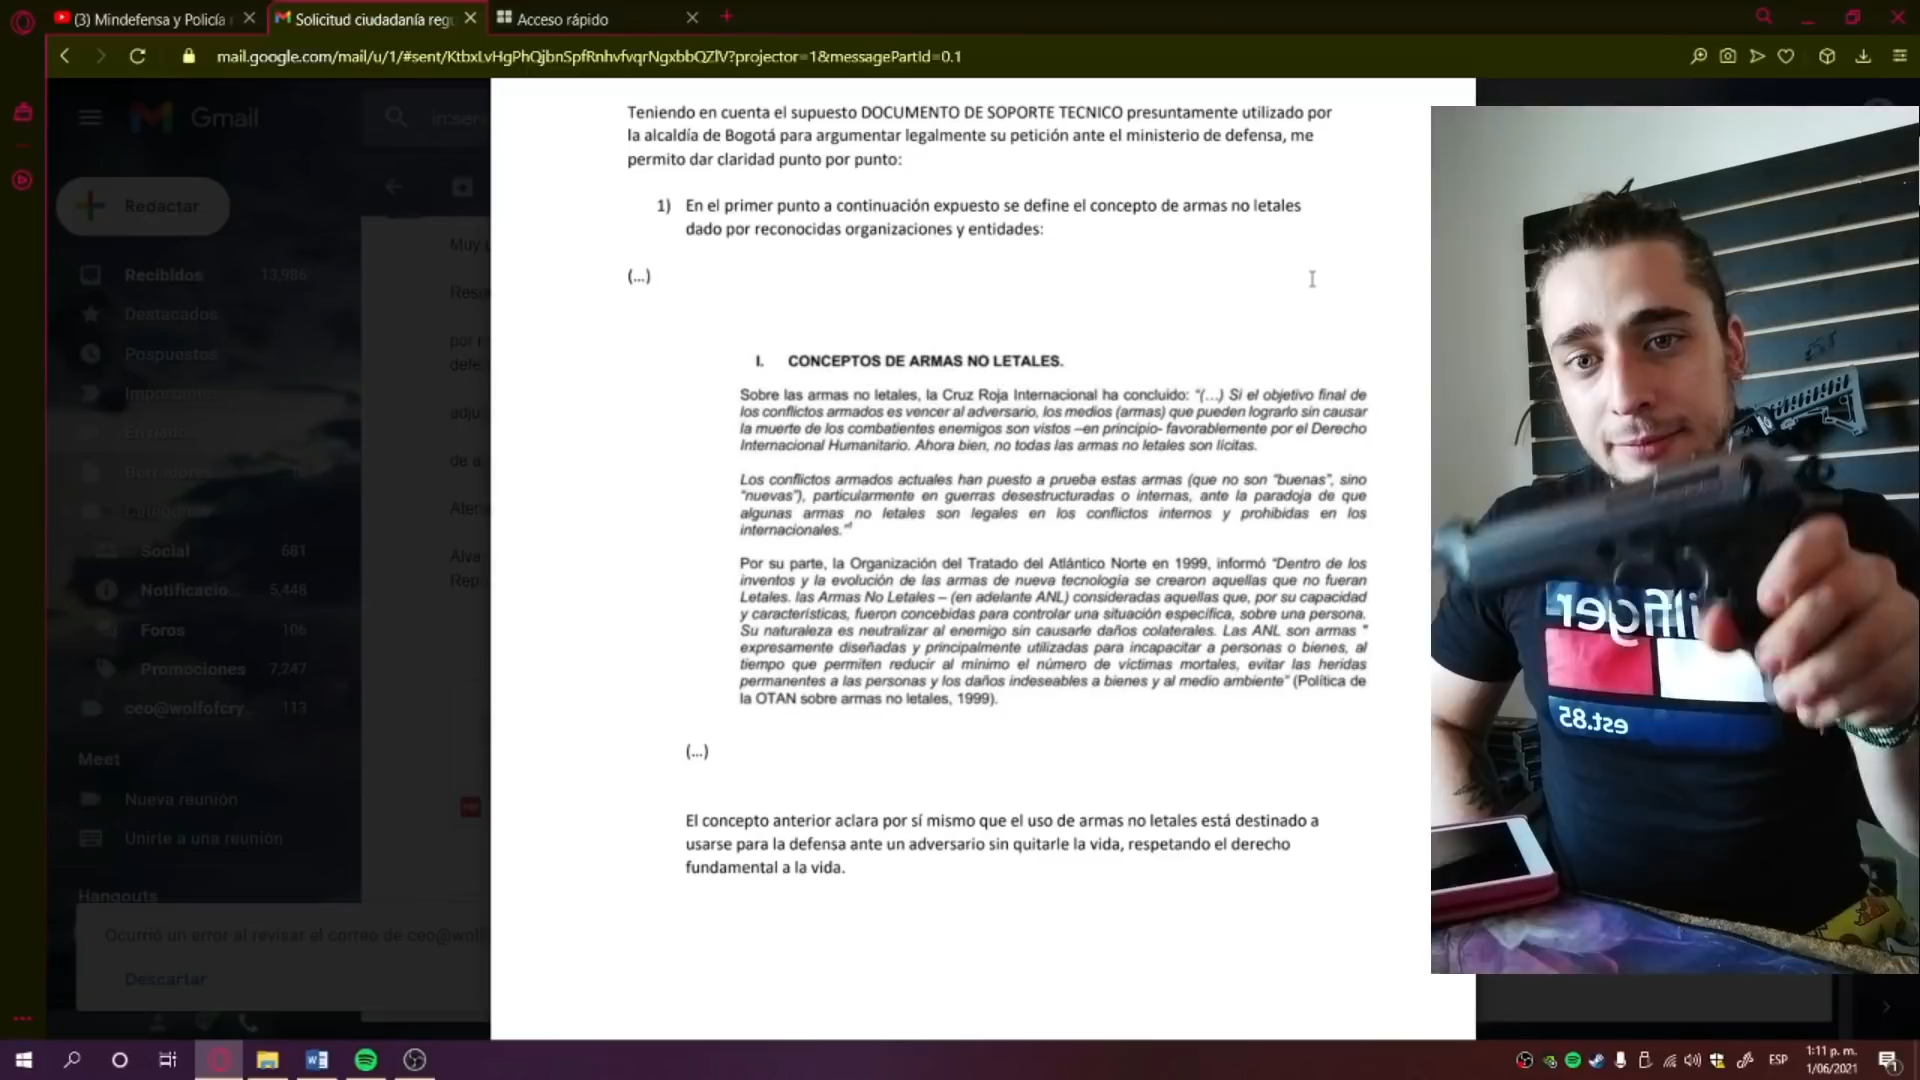 (3) Mindefensa y Policía
Solicitud ciudadanía reg
Acceso rápido
mail.google.com/mail/u/1/#sent/KtbxLvHgPhQjbnSpfRnhvfvqrNgxbbQZlV?projector=1&messagePartId=0.1
Gmail
Redactar
Recibidos 13,986
Destacados
Pospuestos
Importantes
Enviados
Borradores
Categorías
Social 681
Notificacio... 5,448
Foros 106
Promociones 7,247
ceo@wolfofcry... 113
Meet
Nueva reunión
Unirte a una reunión
Hangouts
Ocurrió un error al revisar el correo de ceo@wolf
Descartar
Teniendo en cuenta el supuesto DOCUMENTO DE SOPORTE TECNICO presuntamente utilizado por
la alcaldía de Bogotá para argumentar legalmente su petición ante el ministerio de defensa, me
permito dar claridad punto por punto:
1) En el primer punto a continuación expuesto se define el concepto de armas no letales
dado por reconocidas organizaciones y entidades:
(...)
I. CONCEPTOS DE ARMAS NO LETALES.
Sobre las armas no letales, la Cruz Roja Internacional ha concluido: "(...) Si el objetivo final de
los conflictos armados es vencer al adversario, los medios (armas) que pueden lograrlo sin causar
la muerte de los combatientes enemigos son vistos –en principio- favorablemente por el Derecho
Internacional Humanitario. Ahora bien, no todas las armas no letales son lícitas.
Los conflictos armados actuales han puesto a prueba estas armas (que no son "buenas", sino
"nuevas"), particularmente en guerras desestructuradas o internas, ante la paradoja de que
algunas armas no letales son legales en los conflictos internos y prohibidas en los
internacionales."
Por su parte, la Organización del Tratado del Atlántico Norte en 1999, informó "Dentro de los
inventos y la evolución de las armas de nueva tecnología se crearon aquellas que no fueran
Letales. las Armas No Letales – (en adelante ANL) consideradas aquellas que, por su capacidad
y características, fueron concebidas para controlar una situación específica, sobre una persona.
Su naturaleza es neutralizar al enemigo sin causarle daños colaterales. Las ANL son armas "
expresamente diseñadas y principalmente utilizadas para incapacitar a personas o bienes, al
tiempo que permiten reducir al mínimo el número de víctimas mortales, evitar las heridas
permanentes a las personas y los daños indeseables a bienes y al medio ambiente" (Política de
la OTAN sobre armas no letales, 1999).
(...)
El concepto anterior aclara por sí mismo que el uso de armas no letales está destinado a
usarse para la defensa ante un adversario sin quitarle la vida, respetando el derecho
fundamental a la vida.
ilfiger
est.85
ESP
1:11 p. m.
1/06/2021